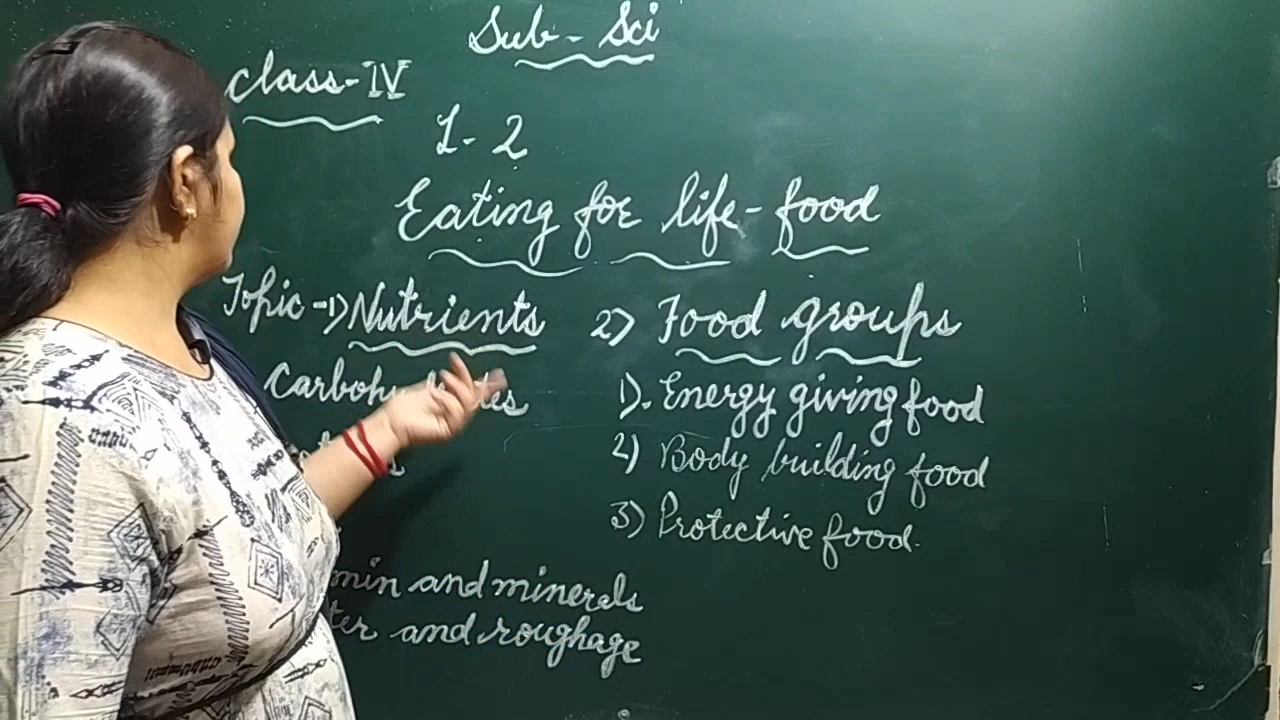 Sub - Sci
Class - IV
L - 2
Eating for life - food
Topic - 1) Nutrients
Carbohydrates
min and minerals
ter and roughage
2) Food groups
1). Energy giving food
2) Body building food
3) Protective food.